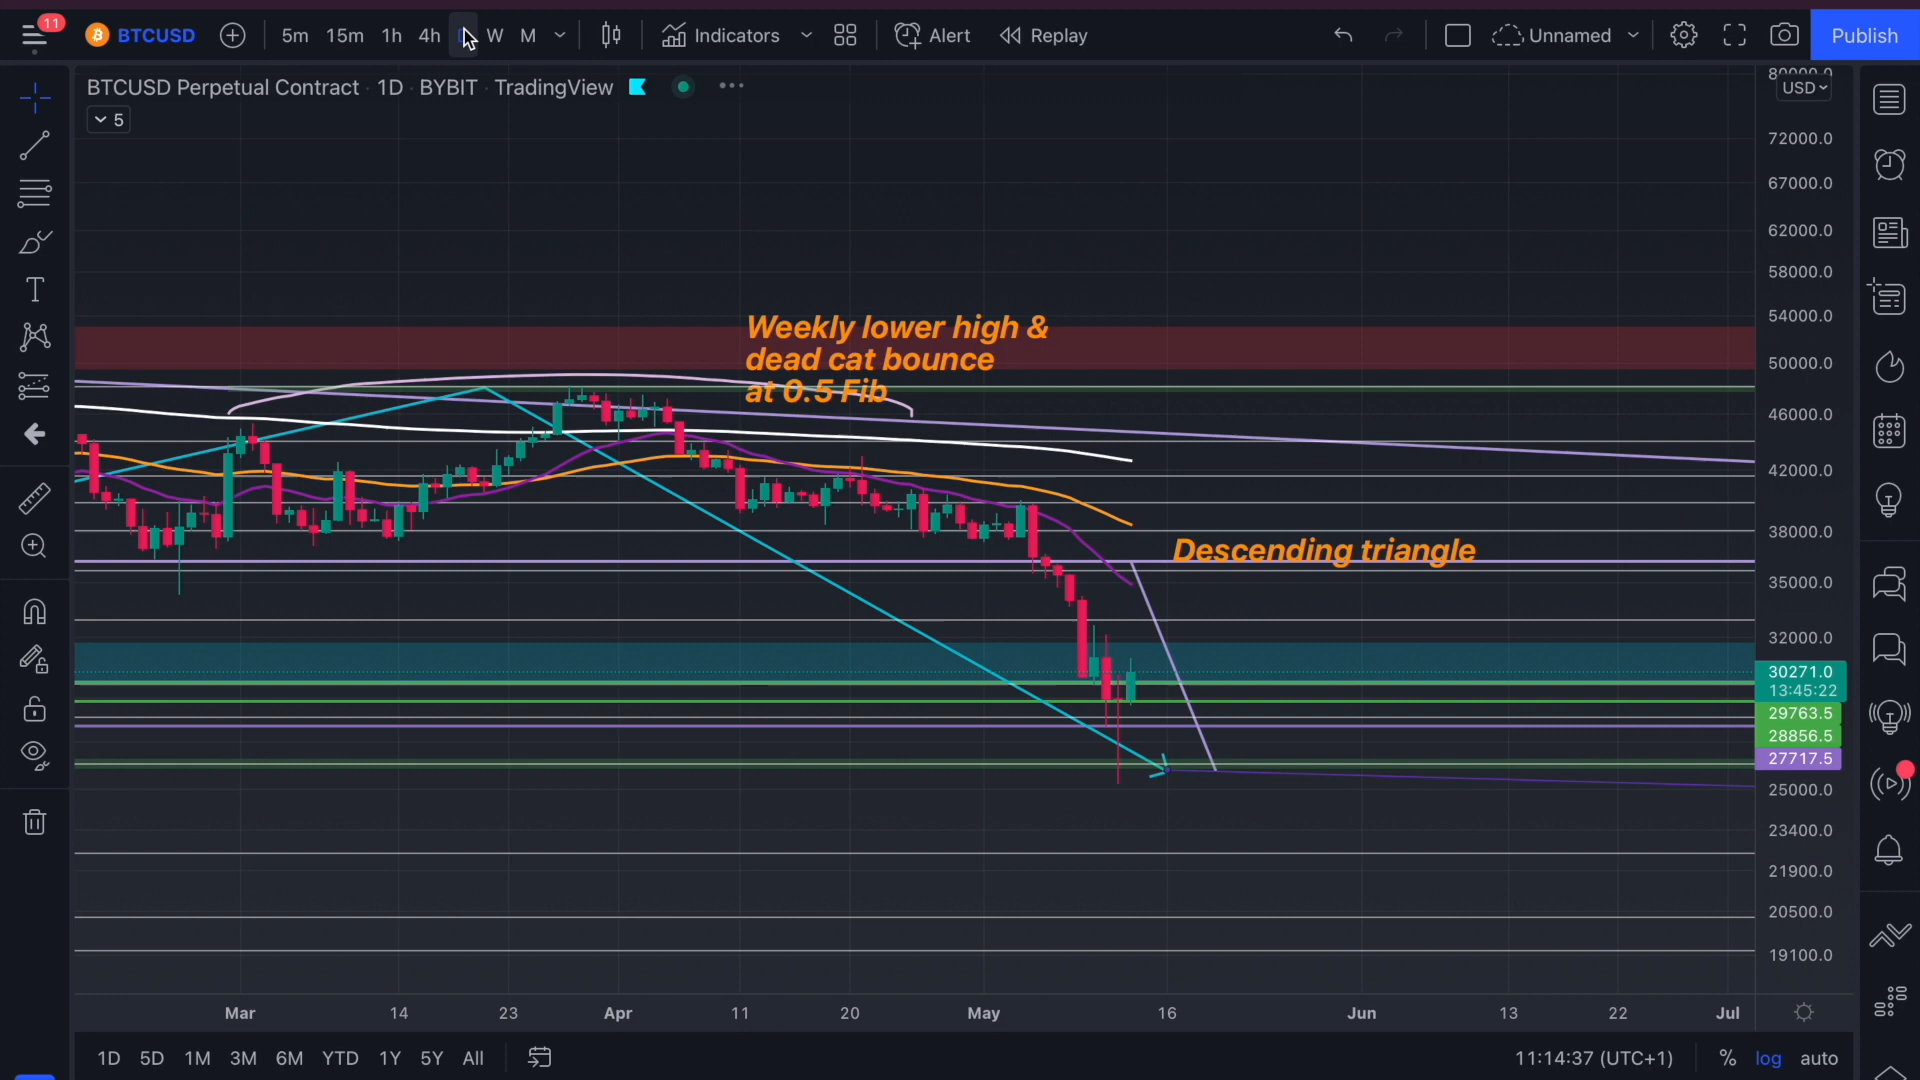 11
BTCUSD
5m 15m 1h 4h D W M
Indicators
Alert
Replay
Unnamed
Publish
BTCUSD Perpetual Contract · 1D · BYBIT · TradingView
5
80000.0
USD
72000.0
67000.0
62000.0
58000.0
54000.0
50000.0
46000.0
42000.0
38000.0
35000.0
32000.0
30271.0
13:45:22
29763.5
28856.5
27717.5
25000.0
23400.0
21900.0
20500.0
19100.0
Weekly lower high &
dead cat bounce
at 0.5 Fib
Descending triangle
Mar 14 23 Apr 11 20 May 16 Jun 13 22 Jul
1D 5D 1M 3M 6M YTD 1Y 5Y All
11:14:37 (UTC+1) % log auto